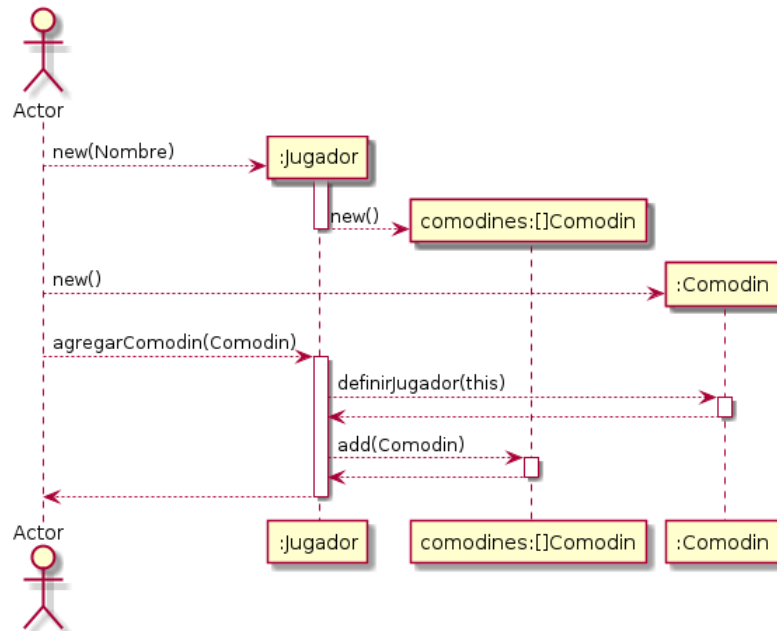 Actor
new(Nombre)
:Jugador
new()
comodines:[]Comodin
new()
:Comodin
agregarComodin(Comodin)
definirJugador(this)
add(Comodin)
Actor
:Jugador
comodines:[]Comodin
:Comodin